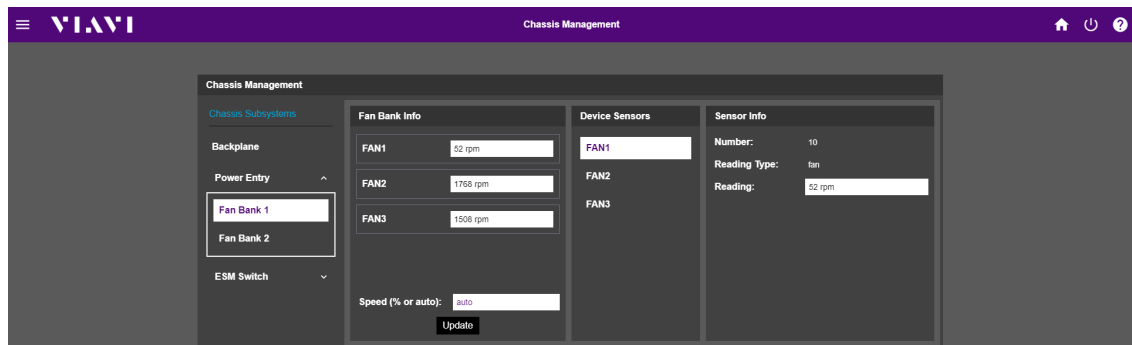 VIAVI
Chassis Management
Chassis Management
Chassis Subsystems
Backplane
Power Entry
Fan Bank 1
Fan Bank 2
ESM Switch
Fan Bank Info
FAN1 52 rpm
FAN2 1768 rpm
FAN3 1508 rpm
Speed (% or auto): auto
Update
Device Sensors
FAN1
FAN2
FAN3
Sensor Info
Number: 10
Reading Type: fan
Reading: 52 rpm